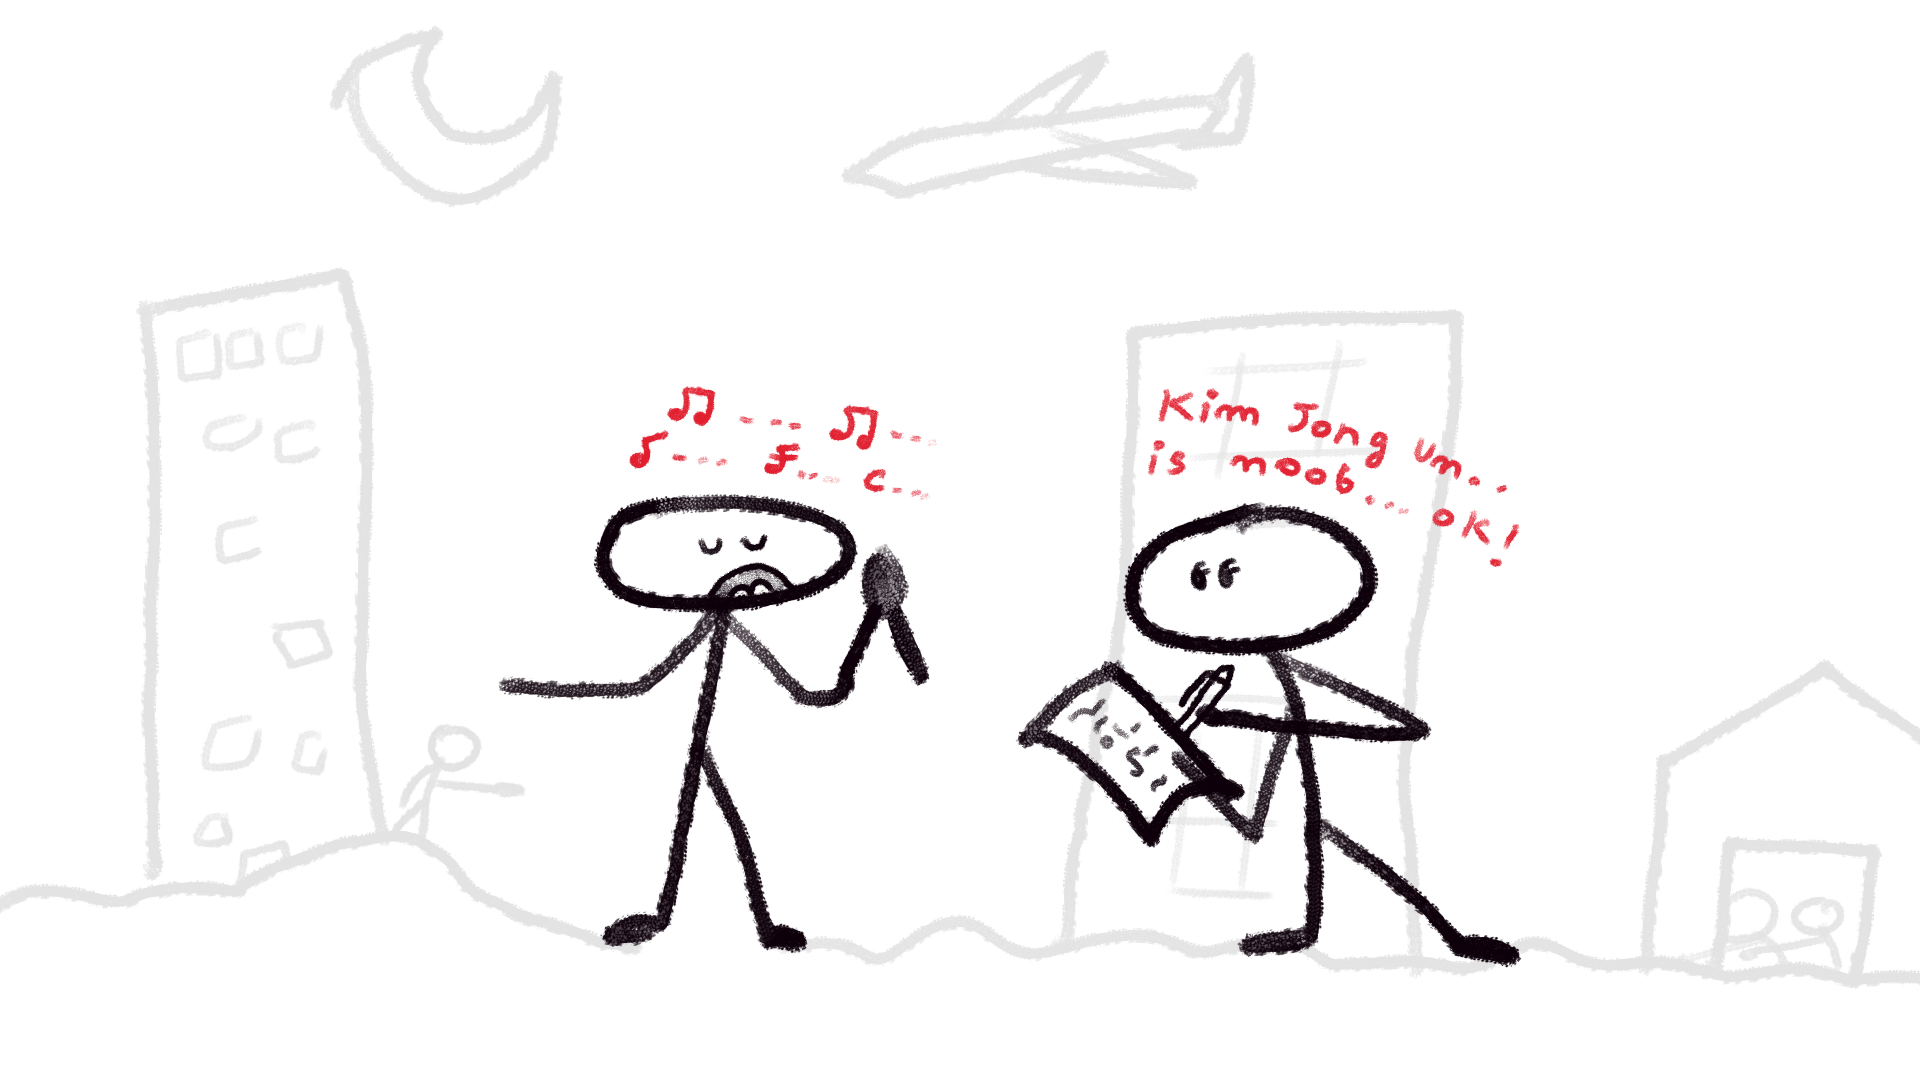 ♫ ---- ♫ ---
♪ --- F... c...
Kim Jong un..
is noob... ok!